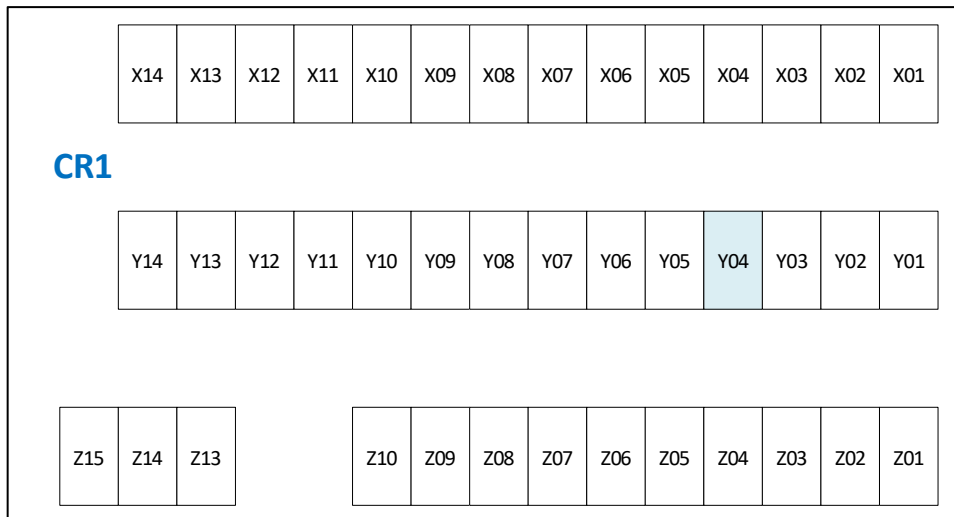 X14 X13 X12 X11 X10 X09 X08 X07 X06 X05 X04 X03 X02 X01
CR1
Y14 Y13 Y12 Y11 Y10 Y09 Y08 Y07 Y06 Y05 Y04 Y03 Y02 Y01
Z15 Z14 Z13 Z10 Z09 Z08 Z07 Z06 Z05 Z04 Z03 Z02 Z01